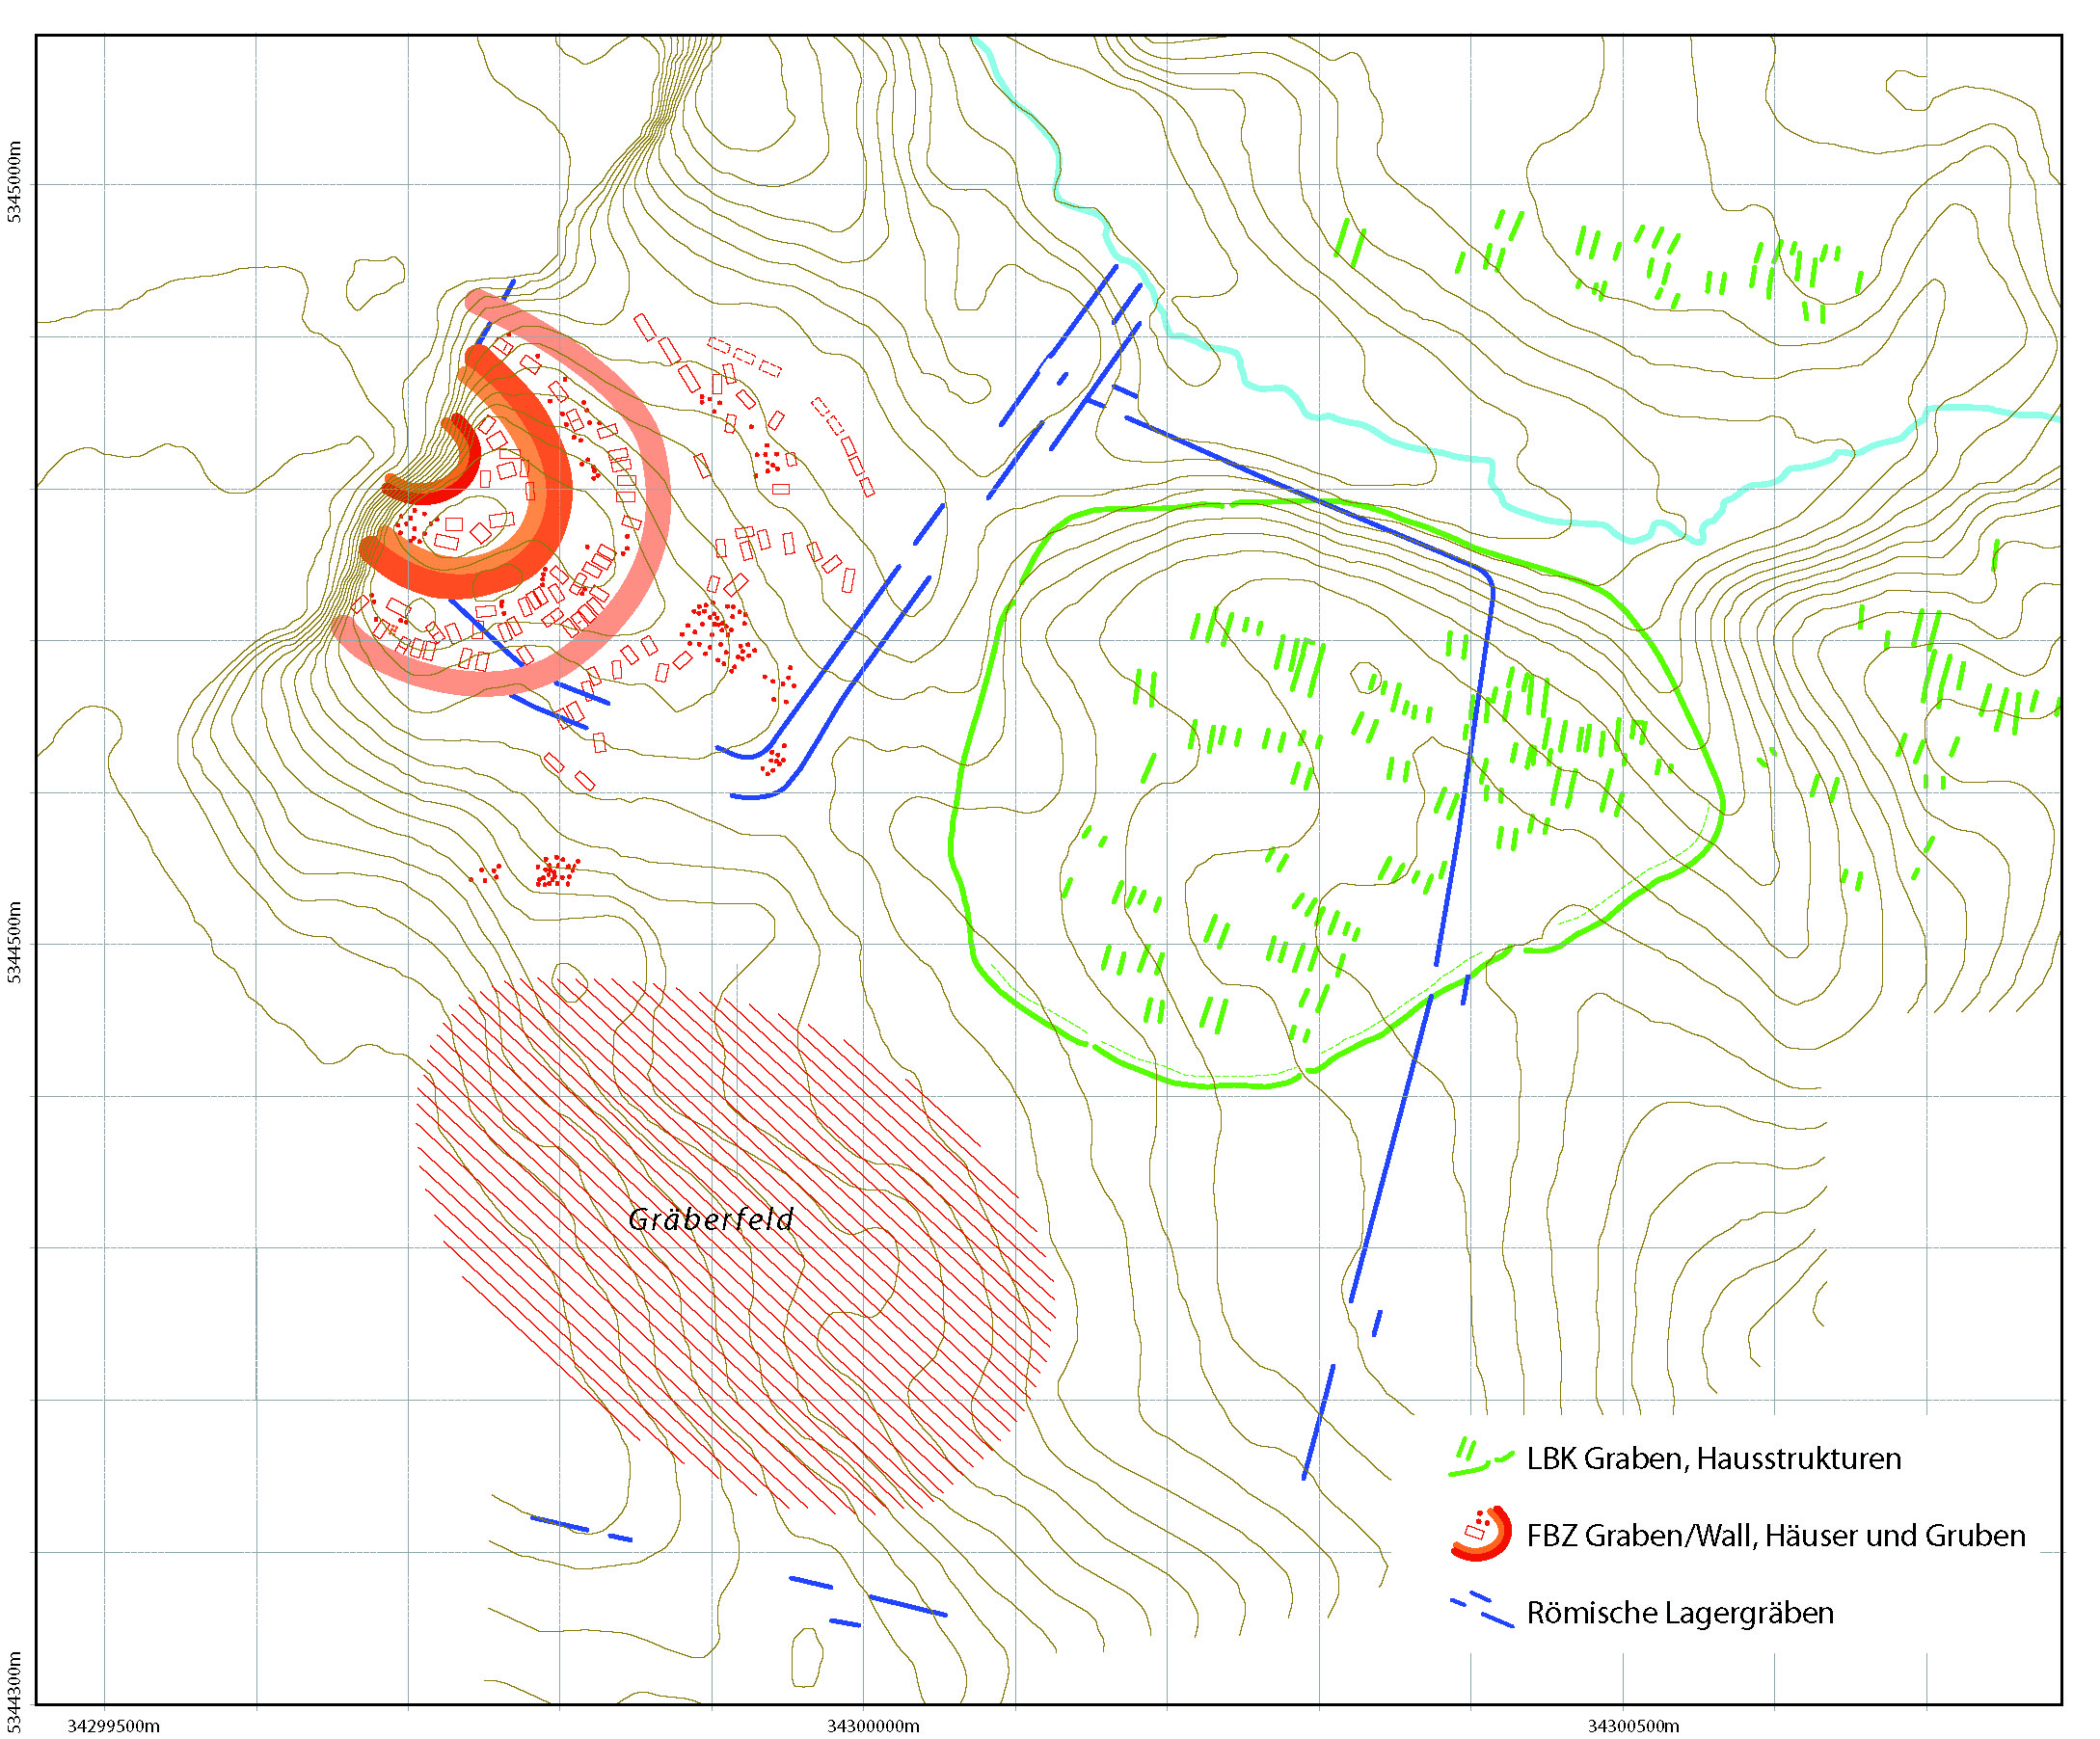 5345000m
5344500m
5344300m
Gräberfeld
LBK Graben, Hausstrukturen
FBZ Graben/Wall, Häuser und Gruben
Römische Lagergräben
34299500m
34300000m
34300500m